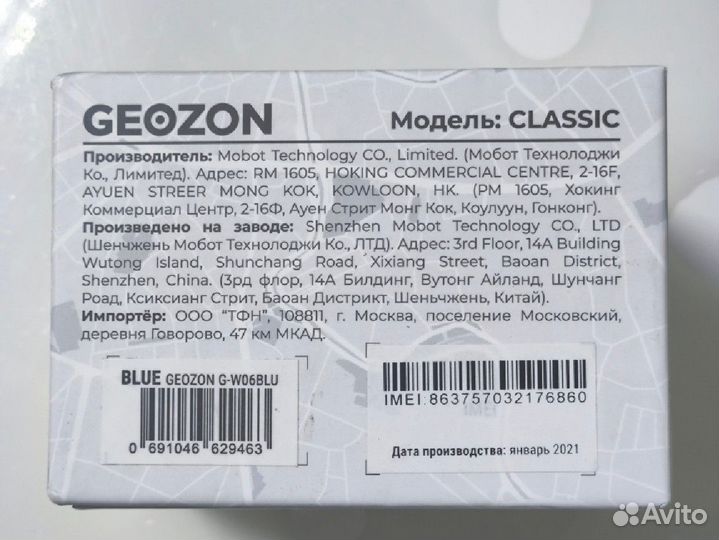 GEOZON
Модель: CLASSIC
Производитель: Mobot Technology CO., Limited. (Мобот Технолоджи
Ко., Лимитед). Адрес: RM 1605, HOKING COMMERCIAL CENTRE, 2-16F,
AYUEN STREER MONG KOK, KOWLOON, HK. (РМ 1605, Хокинг
Коммерциал Центр, 2-16Ф, Ауен Стрит Монг Кок, Коулуун, Гонконг).
Произведено на заводе: Shenzhen Mobot Technology CO., LTD
(Шенчжень Мобот Технолоджи Ко., ЛТД). Адрес: 3rd Floor, 14A Building
Wutong Island, Shunchang Road, Xixiang Street, Baoan District,
Shenzhen, China. (3рд флор, 14А Билдинг, Вутонг Айланд, Шунчанг
Роад, Ксиксианг Стрит, Баоан Дистрикт, Шеньчжень, Китай).
Импортёр: ООО "ТФН", 108811, г. Москва, поселение Московский,
деревня Говорово, 47 км МКАД.
BLUE GEOZON G-W06BLU
0 691046 629463
IMEI:863757032176860
Дата производства: январь 2021
Avito